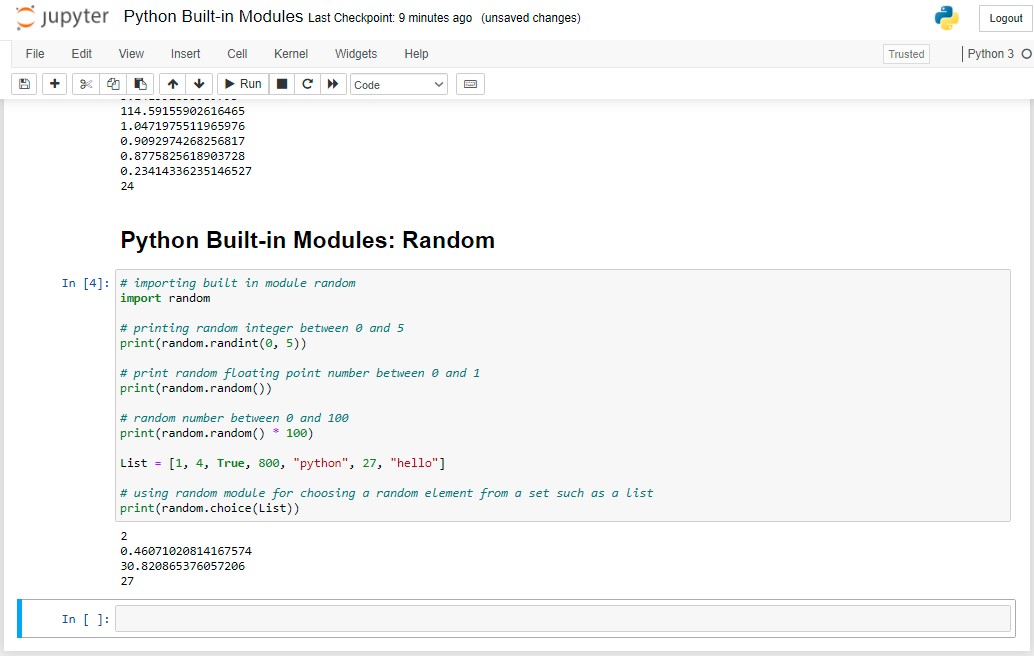 jupyter Python Built-in Modules Last Checkpoint: 9 minutes ago (unsaved changes) Logout
File Edit View Insert Cell Kernel Widgets Help Trusted Python 3
Run Code
114.59155902616465
1.0471975511965976
0.9092974268256817
0.8775825618903728
0.23414336235146527
24
Python Built-in Modules: Random
In [4]: # importing built in module random
import random
# printing random integer between 0 and 5
print(random.randint(0, 5))
# print random floating point number between 0 and 1
print(random.random())
# random number between 0 and 100
print(random.random() * 100)
List = [1, 4, True, 800, "python", 27, "hello"]
# using random module for choosing a random element from a set such as a list
print(random.choice(List))
2
0.46071020814167574
30.820865376057206
27
In [ ]: